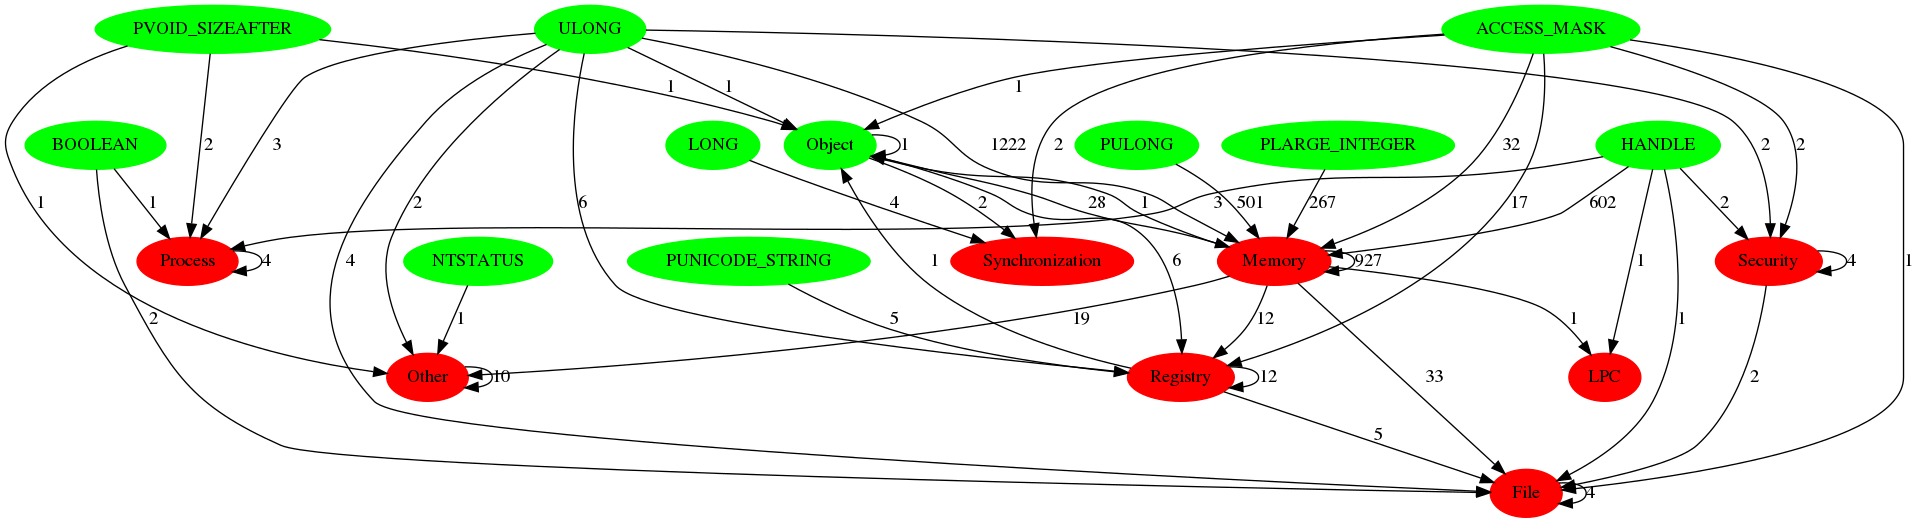 PVOID_SIZEAFTER
ULONG
ACCESS_MASK
1
1
1
BOOLEAN
2
3
LONG
Object
1
1222
2
PULONG
PLARGE_INTEGER
32
HANDLE
2
2
1
1
2
6
4
2
28
1
3
501
267
17
602
2
Process
4
NTSTATUS
PUNICODE_STRING
Synchronization
Memory
927
Security
4
4
6
1
1
2
1
5
1
19
12
1
1
Other
10
Registry
12
33
LPC
2
5
File
4